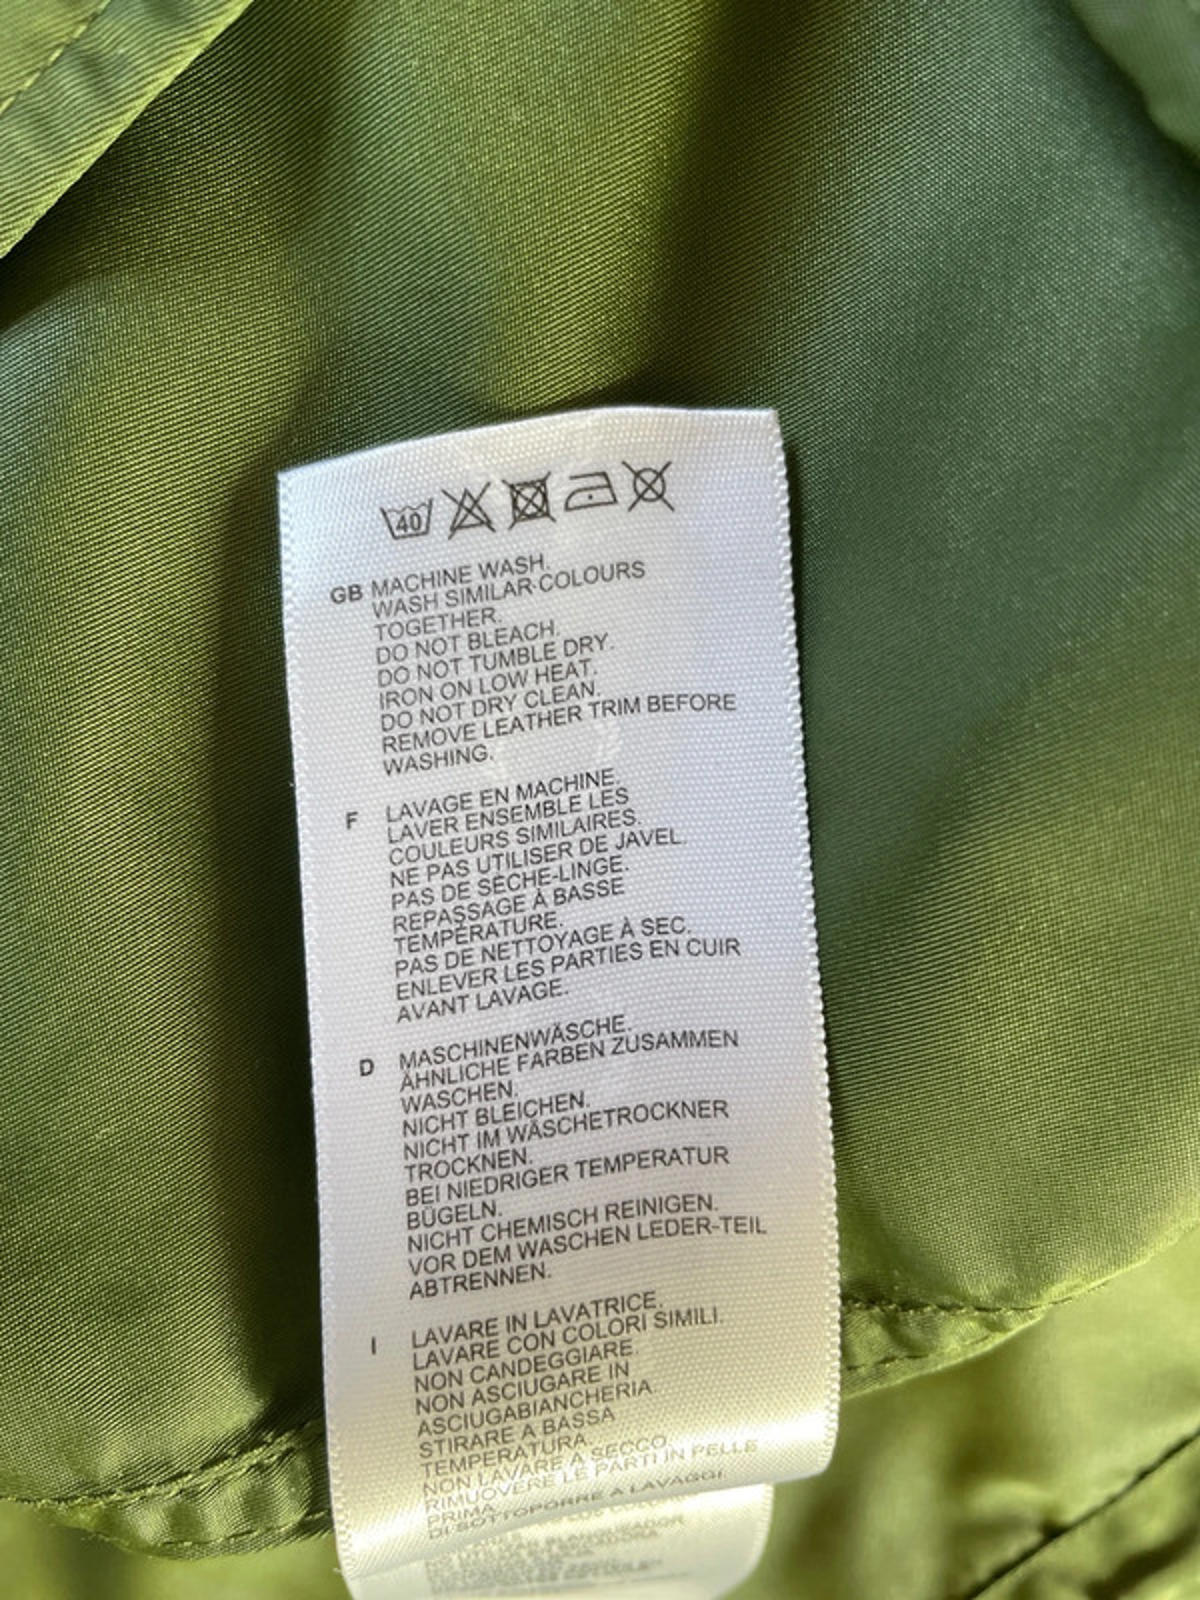 40
GB MACHINE WASH.
WASH SIMILAR COLOURS
TOGETHER.
DO NOT BLEACH.
DO NOT TUMBLE DRY.
IRON ON LOW HEAT.
DO NOT DRY CLEAN.
REMOVE LEATHER TRIM BEFORE
WASHING.
F LAVAGE EN MACHINE.
LAVER ENSEMBLE LES
COULEURS SIMILAIRES.
NE PAS UTILISER DE JAVEL.
PAS DE SÈCHE-LINGE.
REPASSAGE À BASSE
TEMPÉRATURE.
PAS DE NETTOYAGE À SEC.
ENLEVER LES PARTIES EN CUIR
AVANT LAVAGE.
D MASCHINENWÄSCHE.
ÄHNLICHE FARBEN ZUSAMMEN
WASCHEN.
NICHT BLEICHEN.
NICHT IM WÄSCHETROCKNER
TROCKNEN.
BEI NIEDRIGER TEMPERATUR
BÜGELN.
NICHT CHEMISCH REINIGEN.
VOR DEM WASCHEN LEDER-TEIL
ABTRENNEN.
I LAVARE IN LAVATRICE.
LAVARE CON COLORI SIMILI.
NON CANDEGGIARE.
NON ASCIUGARE IN
ASCIUGABIANCHERIA.
STIRARE A BASSA
TEMPERATURA.
NON LAVARE A SECCO.
RIMUOVERE LE PARTI IN PELLE
PRIMA
DI SOTTOPORRE A LAVAGGI.